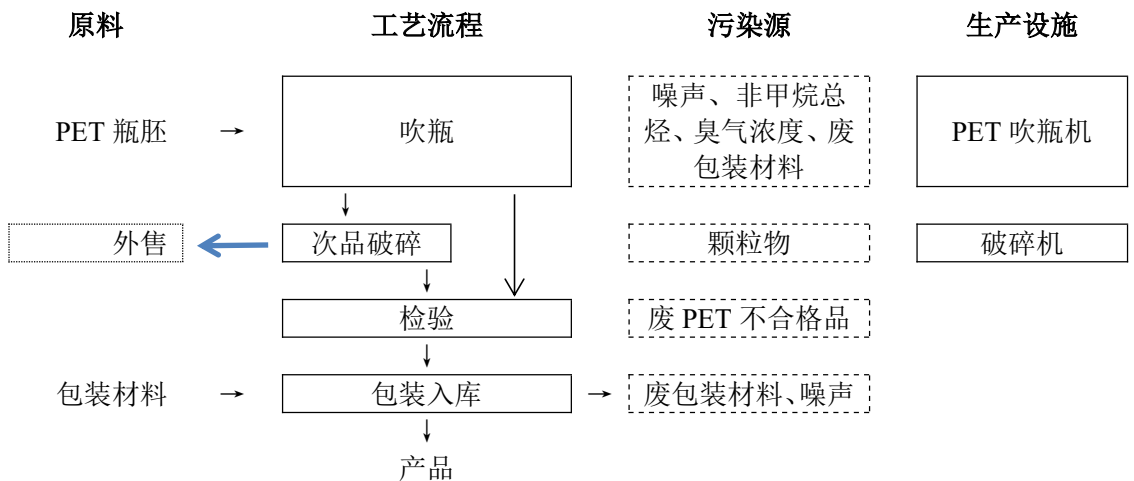 原料 工艺流程 污染源 生产设施
PET 瓶胚 → 吹瓶 噪声、非甲烷总
烃、臭气浓度、废
包装材料 PET 吹瓶机
外售 次品破碎 颗粒物 破碎机
检验 废 PET 不合格品
包装材料 → 包装入库 → 废包装材料、噪声
产品